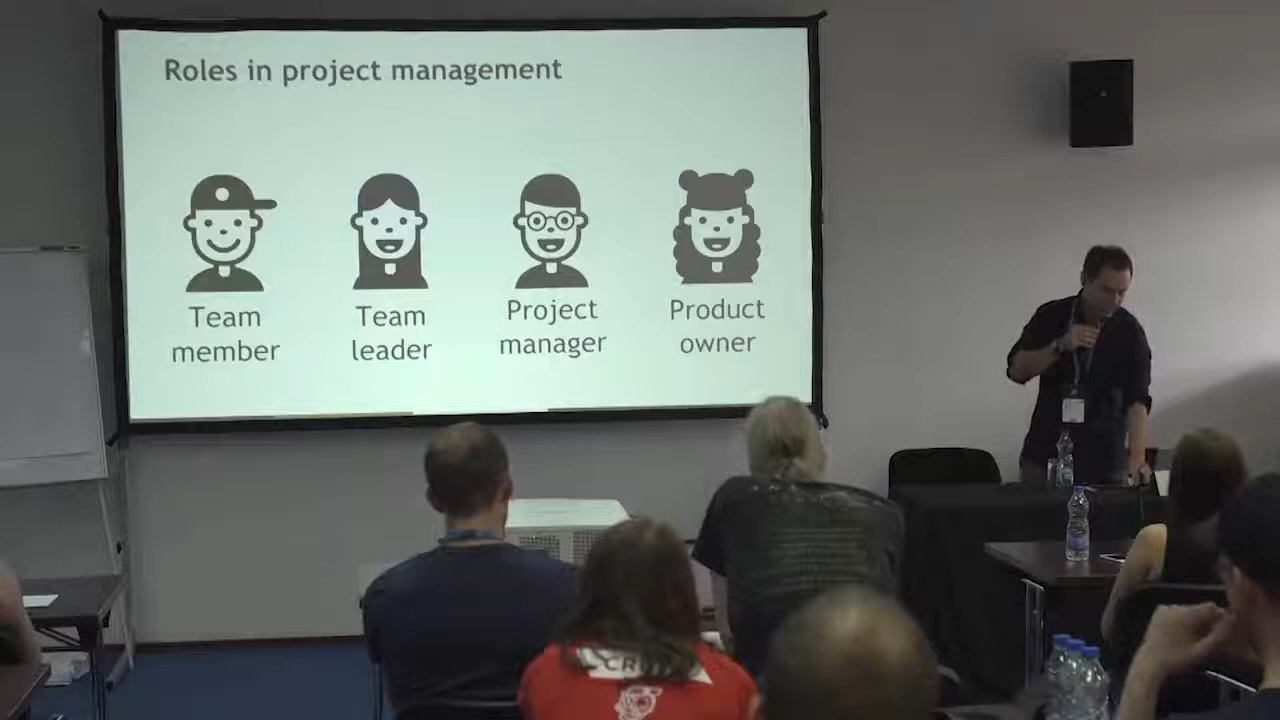 Roles in project management
Team
member
Team
leader
Project
manager
Product
owner